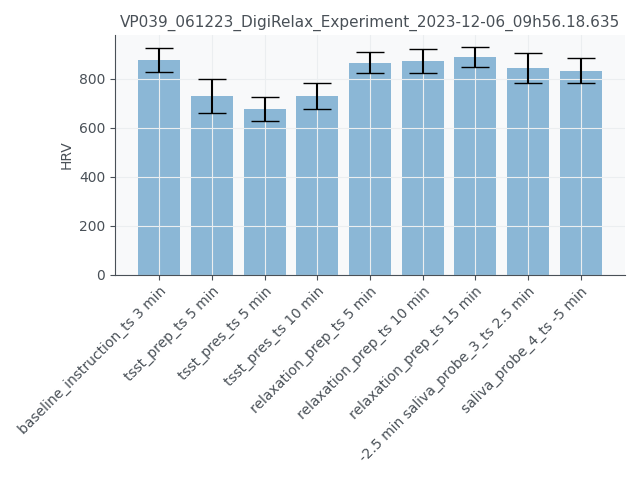 VP039_061223_DigiRelax_Experiment_2023-12-06_09h56.18.635
HRV
800
600
400
200
0
baseline_instruction_ts 3 min
tsst_prep_ts 5 min
tsst_pres_ts 5 min
tsst_pres_ts 10 min
relaxation_prep_ts 5 min
relaxation_prep_ts 10 min
relaxation_prep_ts 15 min
-2.5 min saliva_probe_3_ts 2.5 min
saliva_probe_4_ts -5 min